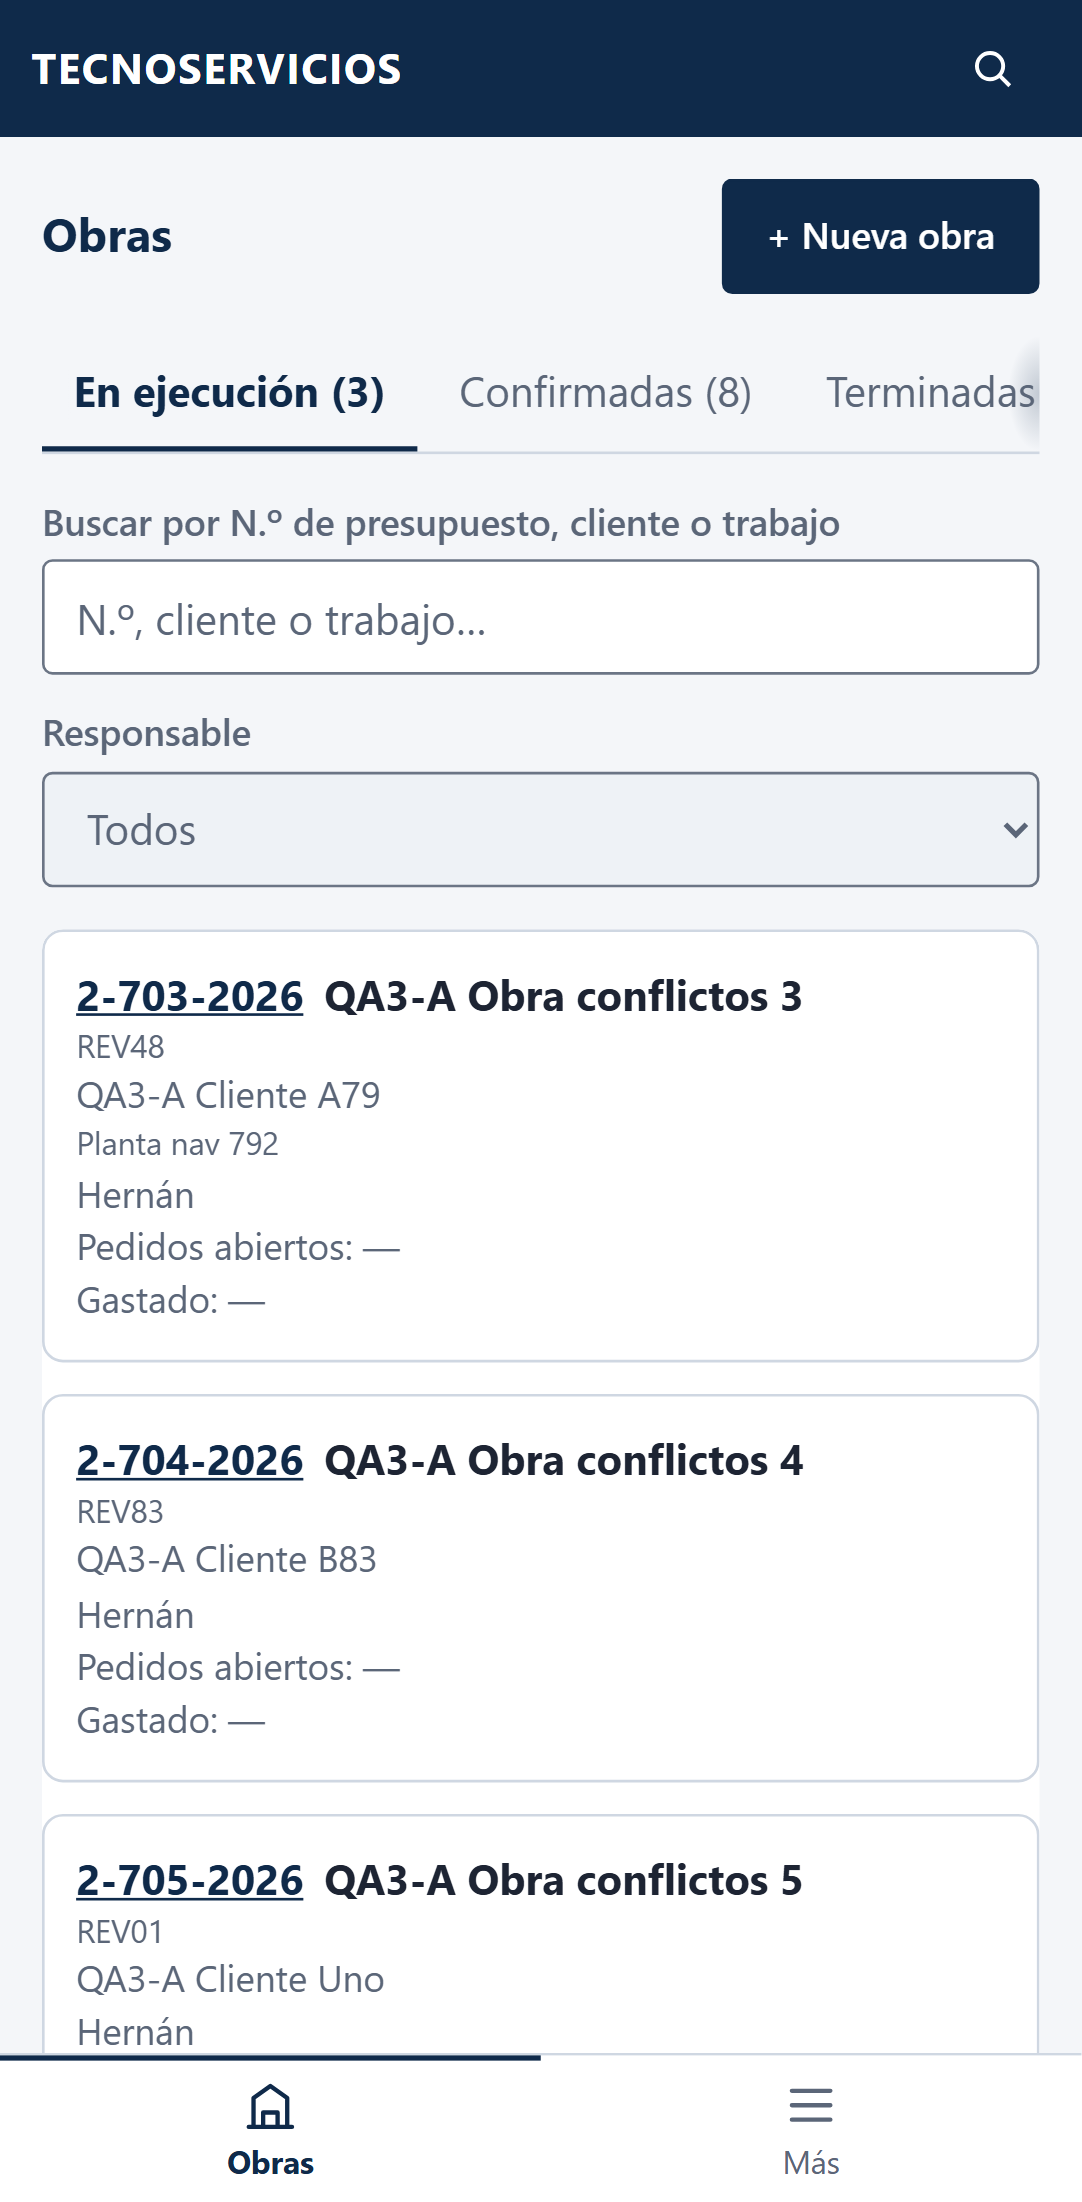 TECNOSERVICIOS
Obras
+ Nueva obra
En ejecución (3) Confirmadas (8) Terminadas
Buscar por N.º de presupuesto, cliente o trabajo
N.º, cliente o trabajo...
Responsable
Todos
2-703-2026 QA3-A Obra conflictos 3
REV48
QA3-A Cliente A79
Planta nav 792
Hernán
Pedidos abiertos: —
Gastado: —
2-704-2026 QA3-A Obra conflictos 4
REV83
QA3-A Cliente B83
Hernán
Pedidos abiertos: —
Gastado: —
2-705-2026 QA3-A Obra conflictos 5
REV01
QA3-A Cliente Uno
Hernán
Obras Más